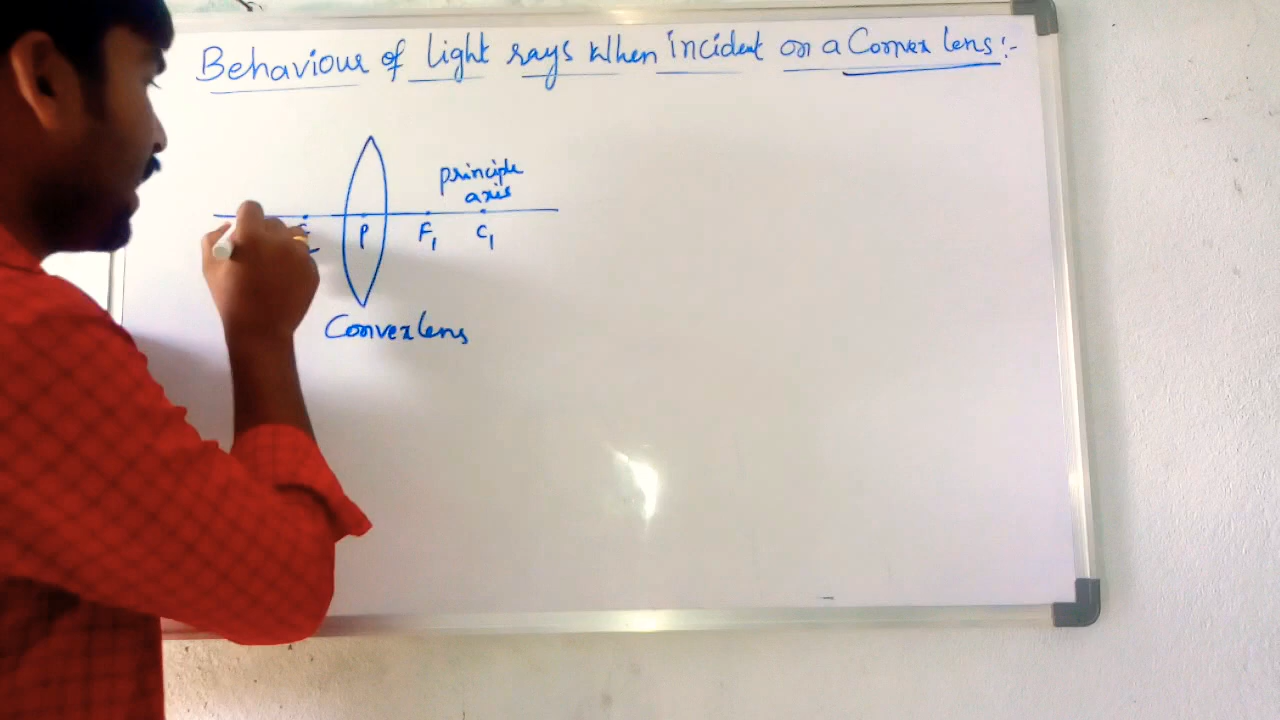 Behaviour of light rays when incident on a Convex lens:-
principle
axis
P F₁ C₁
Convex lens